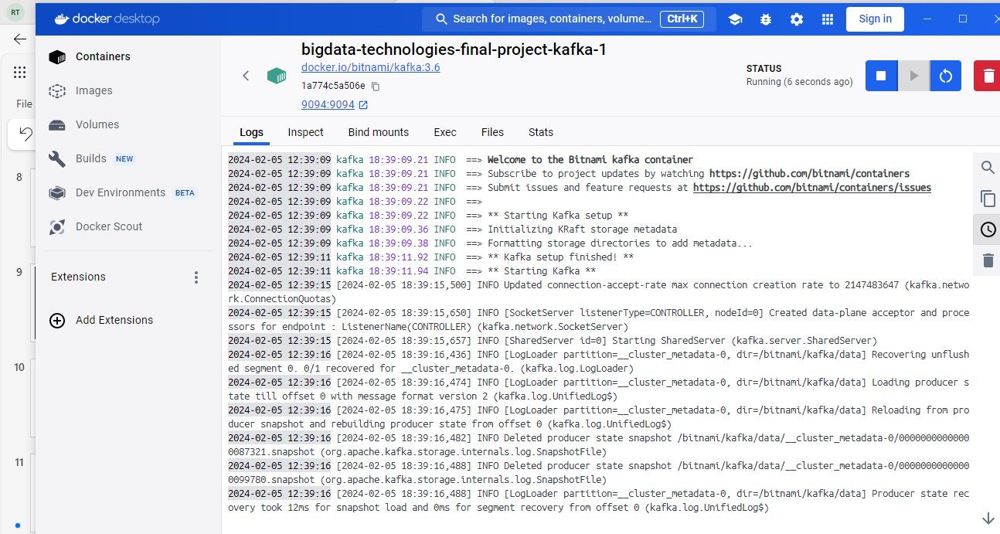 RT
docker desktop
Search for images, containers, volume... Ctrl+K
Sign in
File
8
9
10
11
Containers
Images
Volumes
Builds NEW
Dev Environments BETA
Docker Scout
Extensions
Add Extensions
bigdata-technologies-final-project-kafka-1
docker.io/bitnami/kafka:3.6
1a774c5a506e
9094:9094
STATUS
Running (6 seconds ago)
Logs Inspect Bind mounts Exec Files Stats
2024-02-05 12:39:09 kafka 18:39:09.21 INFO ==> Welcome to the Bitnami kafka container
2024-02-05 12:39:09 kafka 18:39:09.21 INFO ==> Subscribe to project updates by watching https://github.com/bitnami/containers
2024-02-05 12:39:09 kafka 18:39:09.21 INFO ==> Submit issues and feature requests at https://github.com/bitnami/containers/issues
2024-02-05 12:39:09 kafka 18:39:09.22 INFO ==>
2024-02-05 12:39:09 kafka 18:39:09.22 INFO ==> ** Starting Kafka setup **
2024-02-05 12:39:09 kafka 18:39:09.36 INFO ==> Initializing KRaft storage metadata
2024-02-05 12:39:09 kafka 18:39:09.38 INFO ==> Formatting storage directories to add metadata...
2024-02-05 12:39:11 kafka 18:39:11.92 INFO ==> ** Kafka setup finished! **
2024-02-05 12:39:11 kafka 18:39:11.94 INFO ==> ** Starting Kafka **
2024-02-05 12:39:15 [2024-02-05 18:39:15,500] INFO Updated connection-accept-rate max connection creation rate to 2147483647 (kafka.netwo
rk.ConnectionQuotas)
2024-02-05 12:39:15 [2024-02-05 18:39:15,650] INFO [SocketServer listenerType=CONTROLLER, nodeId=0] Created data-plane acceptor and proce
ssors for endpoint : ListenerName(CONTROLLER) (kafka.network.SocketServer)
2024-02-05 12:39:15 [2024-02-05 18:39:15,657] INFO [SharedServer id=0] Starting SharedServer (kafka.server.SharedServer)
2024-02-05 12:39:16 [2024-02-05 18:39:16,436] INFO [LogLoader partition=__cluster_metadata-0, dir=/bitnami/kafka/data] Recovering unflush
ed segment 0. 0/1 recovered for __cluster_metadata-0. (kafka.log.LogLoader)
2024-02-05 12:39:16 [2024-02-05 18:39:16,474] INFO [LogLoader partition=__cluster_metadata-0, dir=/bitnami/kafka/data] Loading producer s
tate till offset 0 with message format version 2 (kafka.log.UnifiedLog$)
2024-02-05 12:39:16 [2024-02-05 18:39:16,475] INFO [LogLoader partition=__cluster_metadata-0, dir=/bitnami/kafka/data] Reloading from pro
ducer snapshot and rebuilding producer state from offset 0 (kafka.log.UnifiedLog$)
2024-02-05 12:39:16 [2024-02-05 18:39:16,482] INFO Deleted producer state snapshot /bitnami/kafka/data/__cluster_metadata-0/0000000000000
0087321.snapshot (org.apache.kafka.storage.internals.log.SnapshotFile)
2024-02-05 12:39:16 [2024-02-05 18:39:16,488] INFO Deleted producer state snapshot /bitnami/kafka/data/__cluster_metadata-0/0000000000000
0099780.snapshot (org.apache.kafka.storage.internals.log.SnapshotFile)
2024-02-05 12:39:16 [2024-02-05 18:39:16,488] INFO [LogLoader partition=__cluster_metadata-0, dir=/bitnami/kafka/data] Producer state rec
overy took 12ms for snapshot load and 0ms for segment recovery from offset 0 (kafka.log.UnifiedLog$)